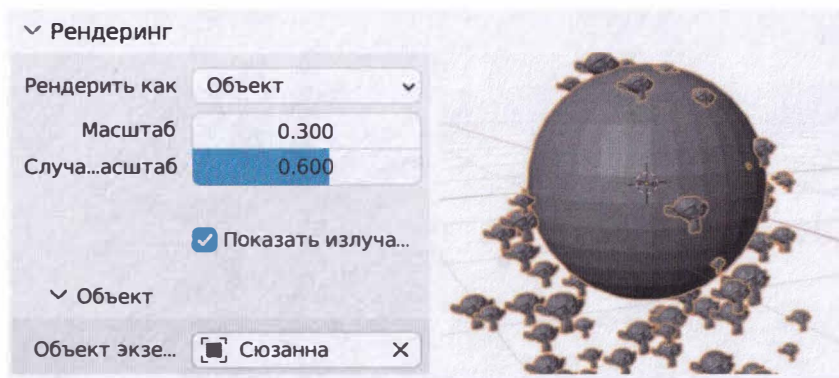 Рендеринг
Рендерить как Объект
Масштаб 0.300
Случа...асштаб 0.600
Показать излуча...
Объект
Объект экзе... Сюзанна